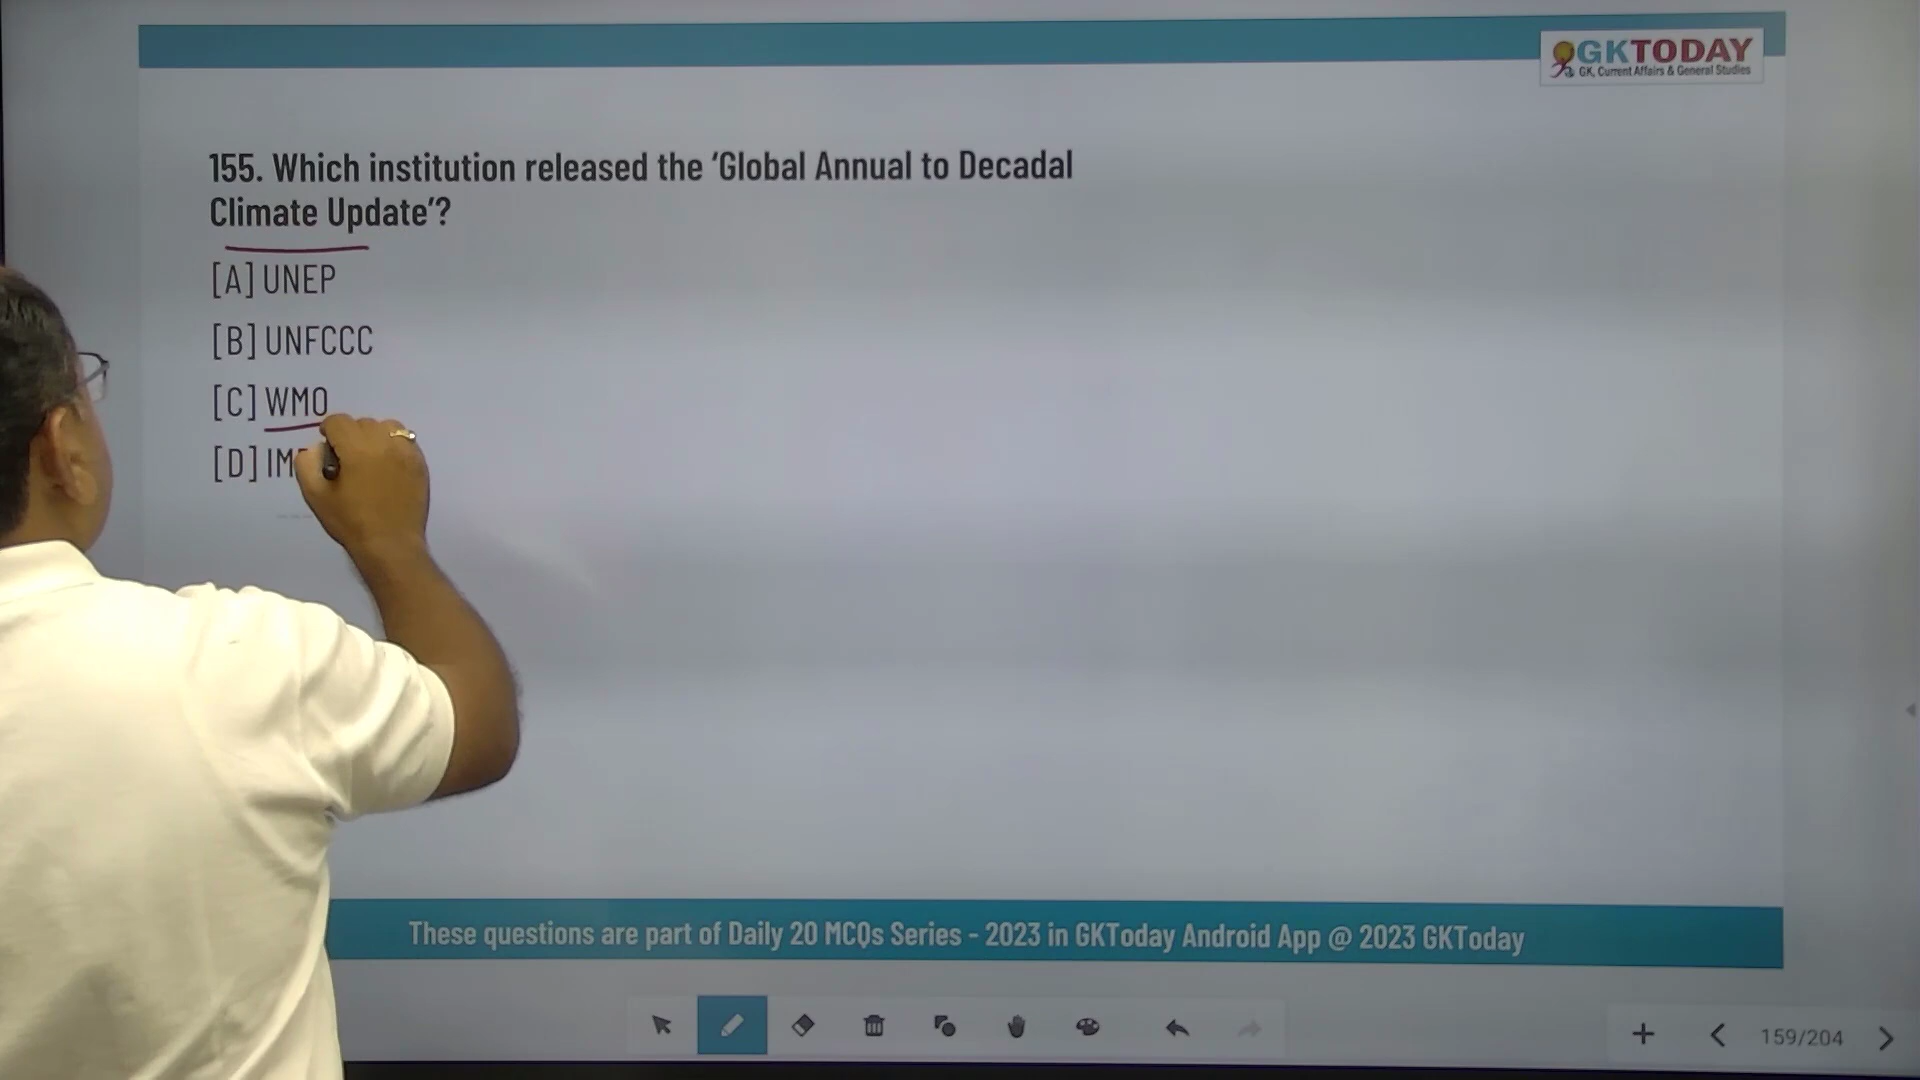 GKTODAY
GK, Current Affairs & General Studies
155. Which institution released the ‘Global Annual to Decadal
Climate Update’?
[A] UNEP
[B] UNFCCC
[C] WMO
[D]
These questions are part of Daily 20 MCQs Series - 2023 in GKToday Android App @ 2023 GKToday
159/204